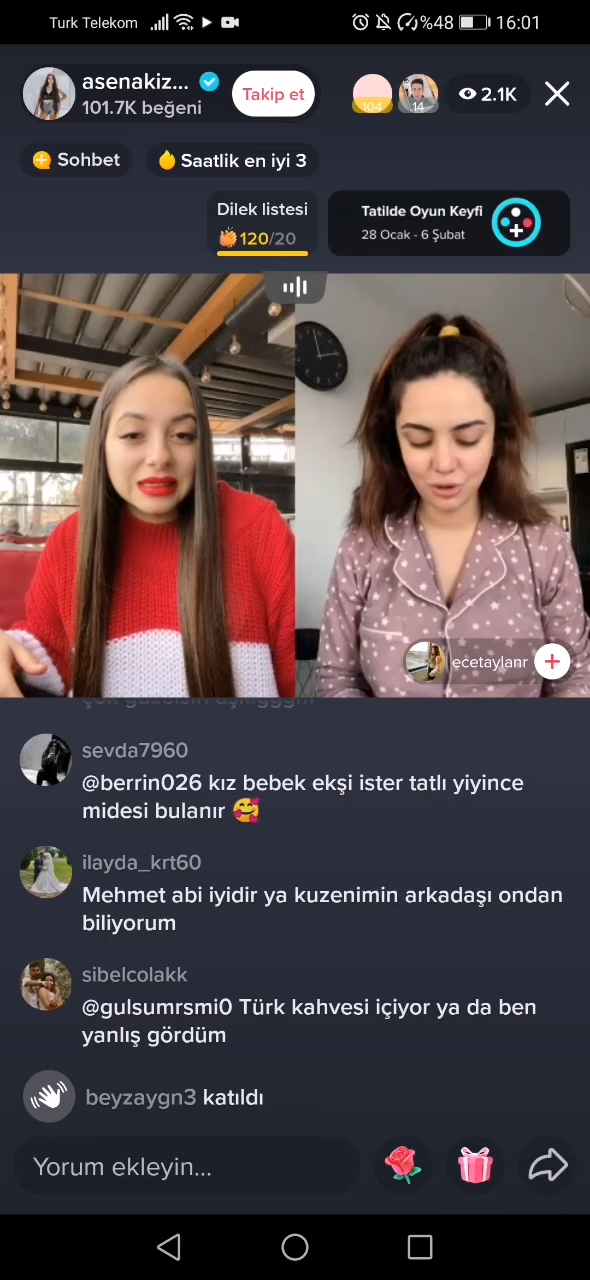 Turk Telekom %48 16:01
asenakiz... Takip et
101.7K beğeni
104 14 2.1K
Sohbet Saatlik en iyi 3
Dilek listesi
120/20
Tatilde Oyun Keyfi
28 Ocak - 6 Şubat
ecetaylanr
sevda7960
@berrin026 kız bebek ekşi ister tatlı yiyince
midesi bulanır 🥰
ilayda_krt60
Mehmet abi iyidir ya kuzenimin arkadaşı ondan
biliyorum
sibelcolakk
@gulsumrsmi0 Türk kahvesi içiyor ya da ben
yanlış gördüm
beyzaygn3 katıldı
Yorum ekleyin...